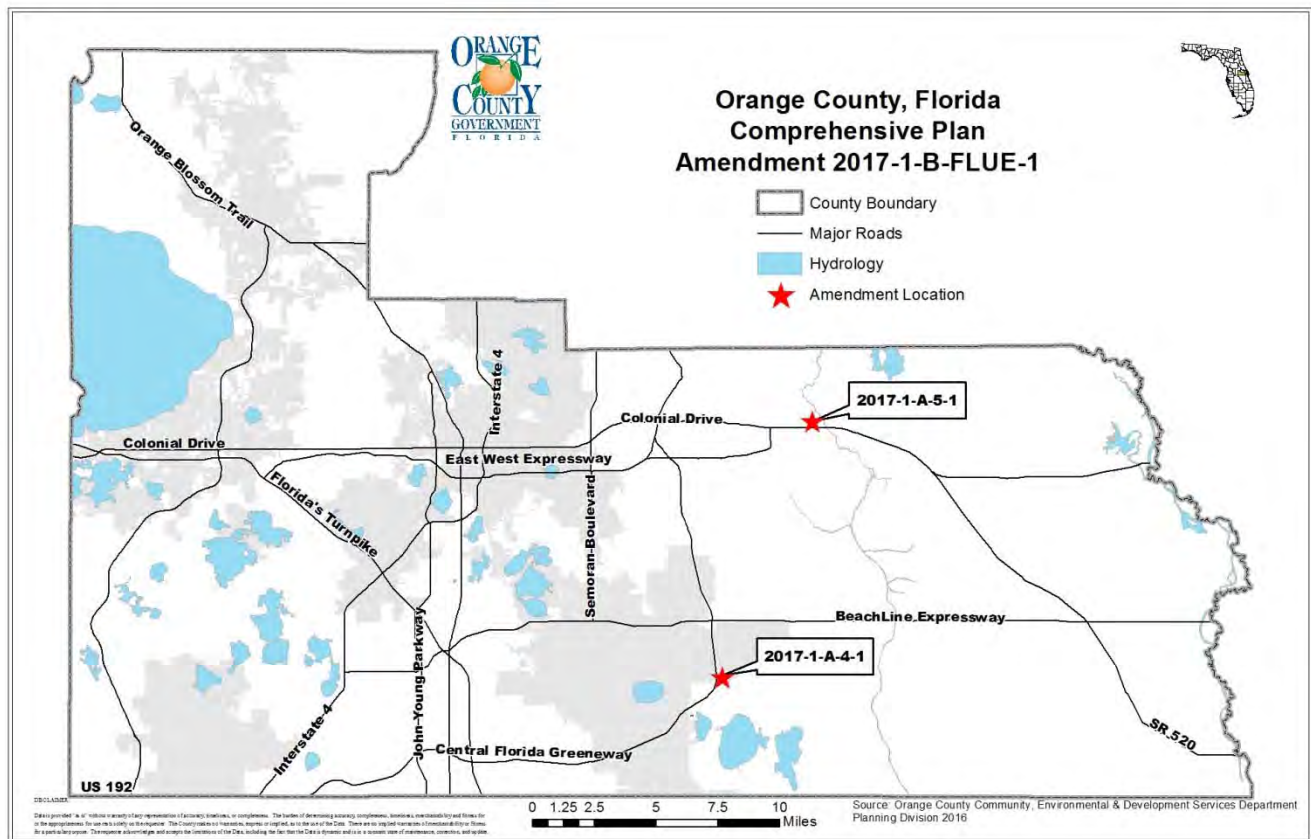 ORANGE
COUNTY
GOVERNMENT
FLORIDA
Orange County, Florida
Comprehensive Plan
Amendment 2017-1-B-FLUE-1
County Boundary
Major Roads
Hydrology
Amendment Location
Orange Blossom Trail
Interstate 4
2017-1-A-5-1
Colonial Drive
Colonial Drive
East West Expressway
Florida's Turnpike
Semoran Boulevard
BeachLine Expressway
John Young Parkway
2017-1-A-4-1
Interstate 4
Central Florida Greeneway
SR 520
US 192
DISCLAIMER
0 1.25 2.5 5 7.5 10
Miles
Source: Orange County Community, Environmental & Development Services Department
Planning Division 2016